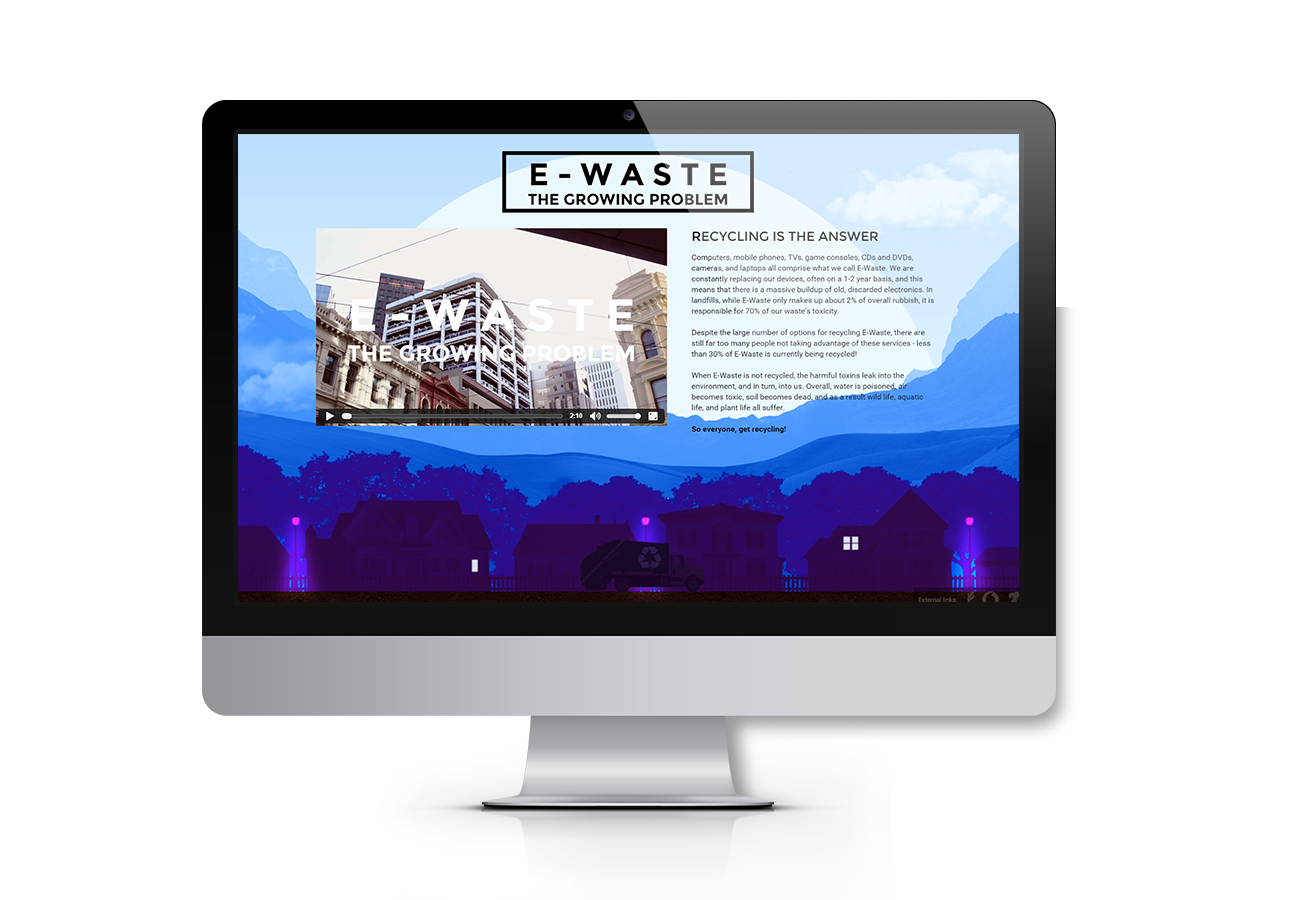 E-WASTE
THE GROWING PROBLEM
E-WASTE
THE GROWING PROBLEM
2:10
RECYCLING IS THE ANSWER
Computers, mobile phones, TVs, game consoles, CDs and DVDs,
cameras, and laptops all comprise what we call E-Waste. We are
constantly replacing our devices, often on a 1-2 year basis, and this
means that there is a massive buildup of old, discarded electronics. In
landfills, while E-Waste only makes up about 2% of overall rubbish, it is
responsible for 70% of our waste's toxicity.
Despite the large number of options for recycling E-Waste, there are
still far too many people not taking advantage of these services - less
than 30% of E-Waste is currently being recycled!
When E-Waste is not recycled, the harmful toxins leak into the
environment, and in turn, into us. Overall, water is poisoned, air
becomes toxic, soil becomes dead, and as a result wild life, aquatic
life, and plant life all suffer.
So everyone, get recycling!
External links: